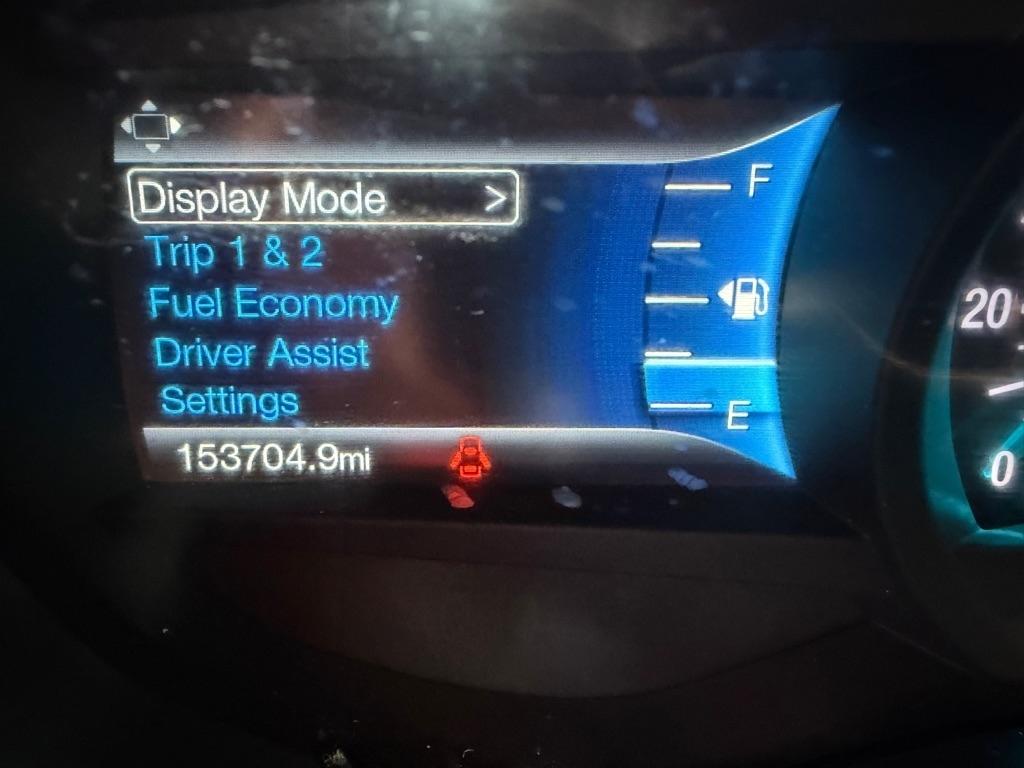 Display Mode >
F
Trip 1 & 2
Fuel Economy
20
Driver Assist
Settings
E
153704.9mi
0